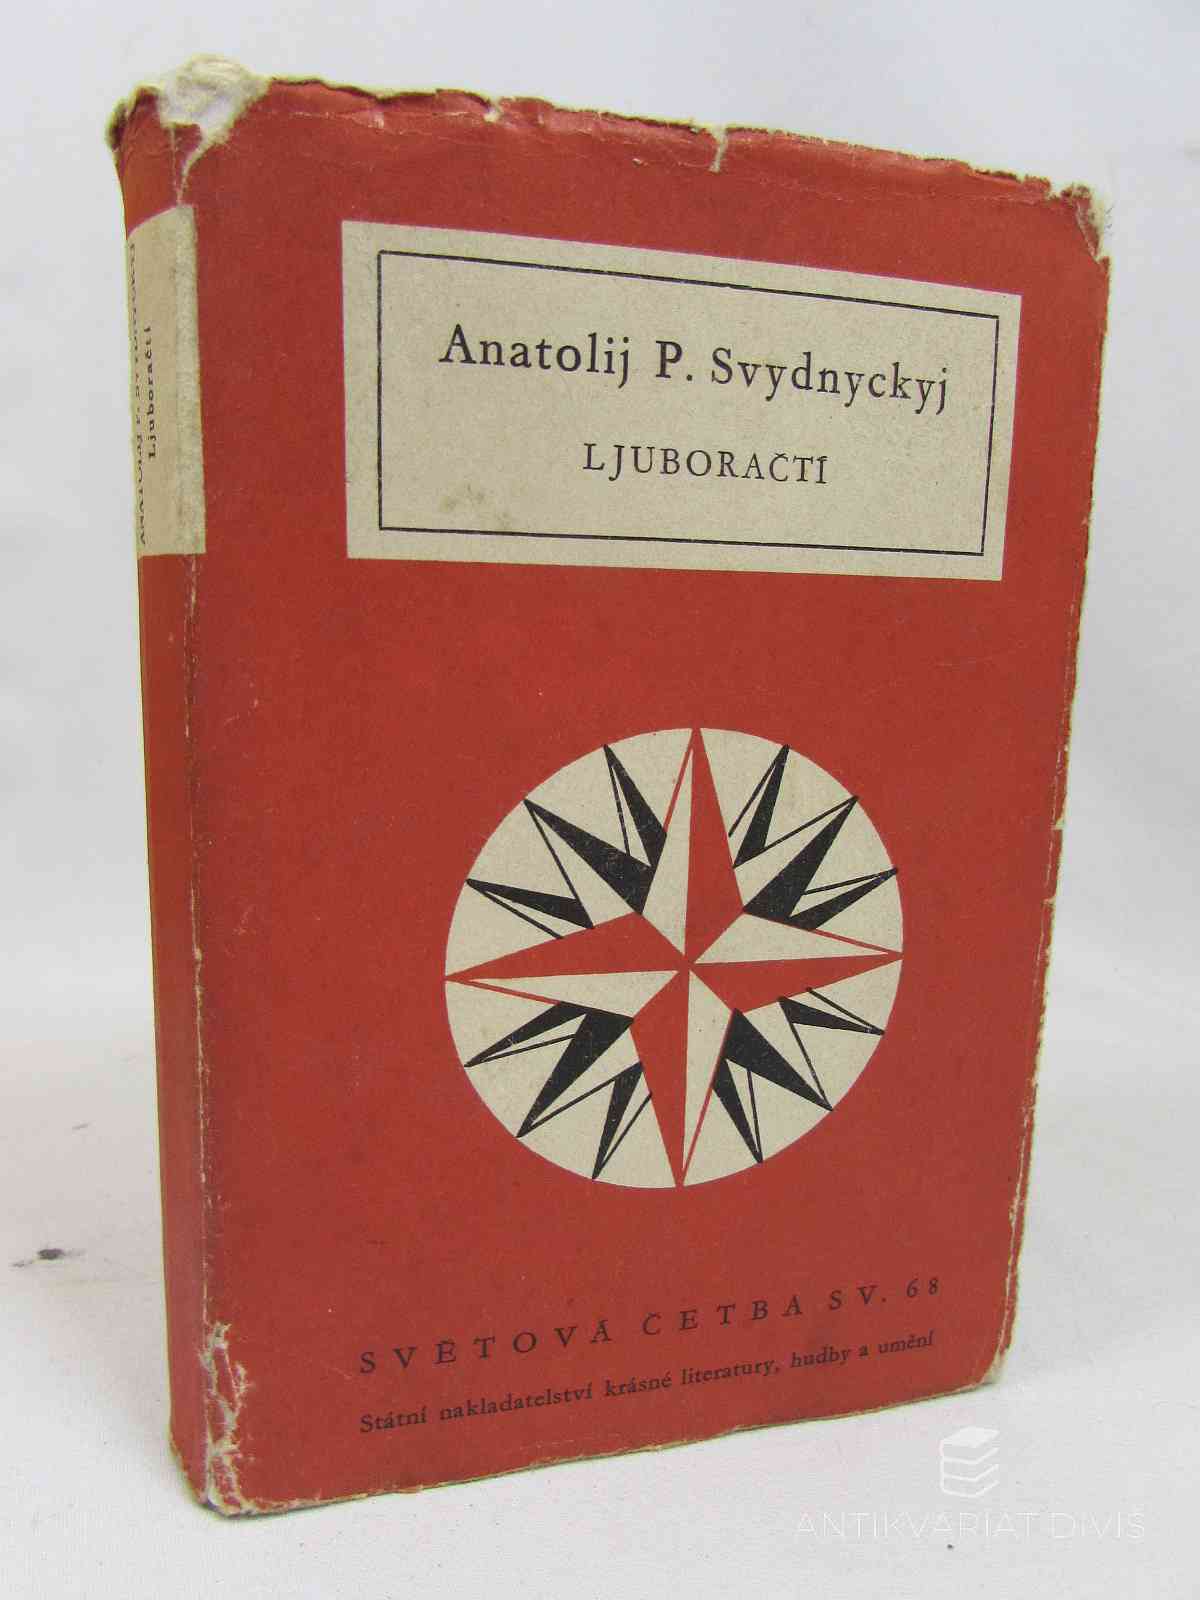 Anatolij P. Svydnyckyj
LJUBORAČTÍ
ANATOLIJ P. SVYDNYCKYJ
Ljuboračtí
SVĚTOVÁ ČETBA SV. 68
Státní nakladatelství krásné literatury, hudby a umění
ANTIKVARIÁT DIVIŠ